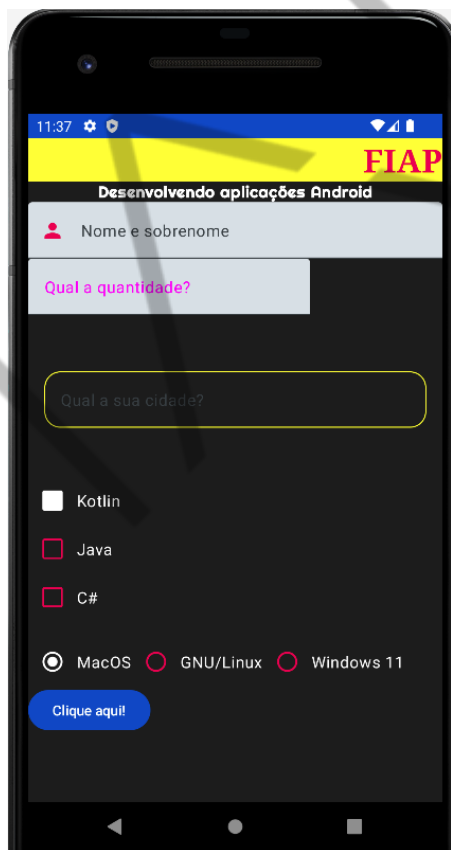 11:37
FIAP
Desenvolvendo aplicações Android
Nome e sobrenome
Qual a quantidade?
Qual a sua cidade?
Kotlin
Java
C#
MacOS GNU/Linux Windows 11
Clique aqui!